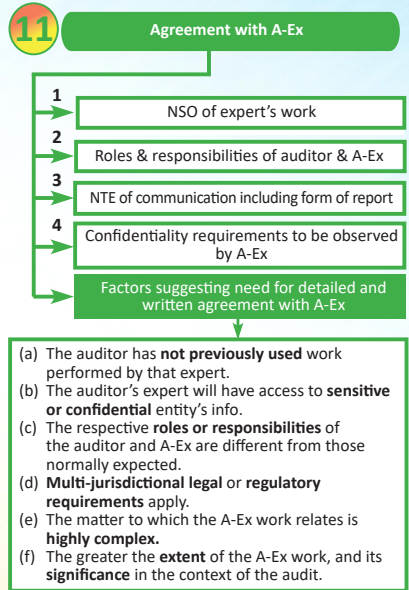 11
Agreement with A-Ex
1
NSO of expert's work
2
Roles & responsibilities of auditor & A-Ex
3
NTE of communication including form of report
4
Confidentiality requirements to be observed
by A-Ex
Factors suggesting need for detailed and
written agreement with A-Ex
(a) The auditor has not previously used work
performed by that expert.
(b) The auditor's expert will have access to sensitive
or confidential entity's info.
(c) The respective roles or responsibilities of
the auditor and A-Ex are different from those
normally expected.
(d) Multi-jurisdictional legal or regulatory
requirements apply.
(e) The matter to which the A-Ex work relates is
highly complex.
(f) The greater the extent of the A-Ex work, and its
significance in the context of the audit.